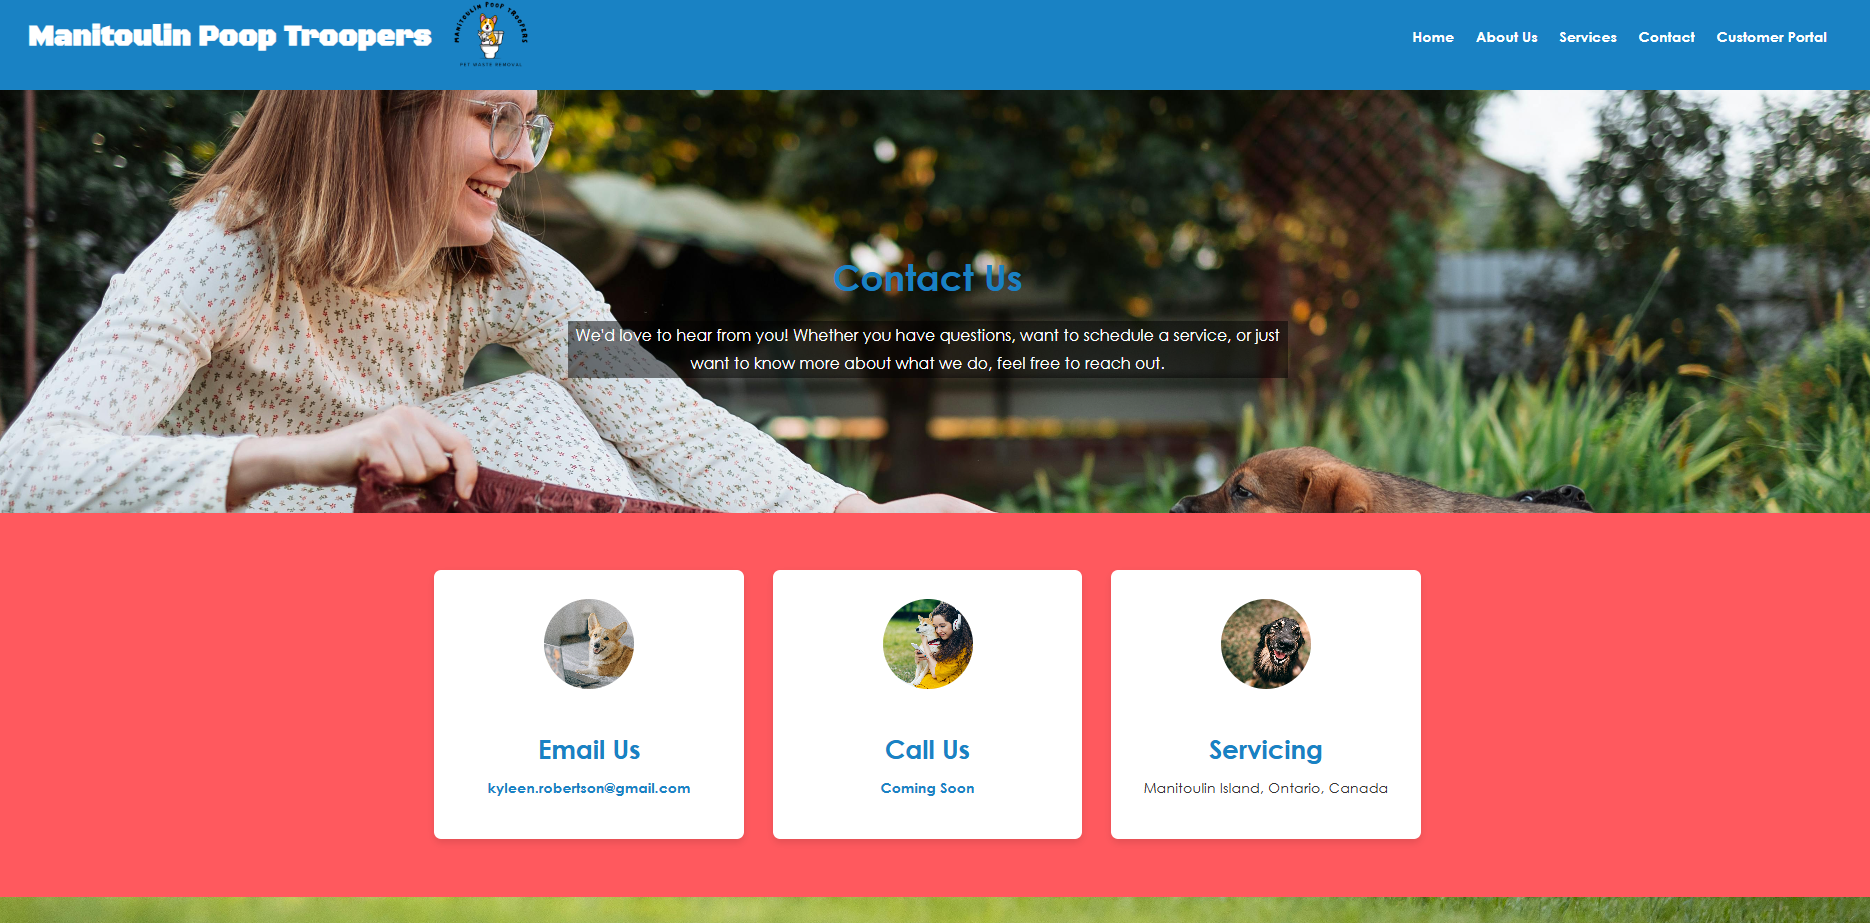 Manitoulin Poop Troopers
MANITOULIN POOP TROOPERS
PET WASTE REMOVAL
Home About Us Services Contact Customer Portal
Contact Us
We'd love to hear from you! Whether you have questions, want to schedule a service, or just
want to know more about what we do, feel free to reach out.
Email Us
kyleen.robertson@gmail.com
Call Us
Coming Soon
Servicing
Manitoulin Island, Ontario, Canada